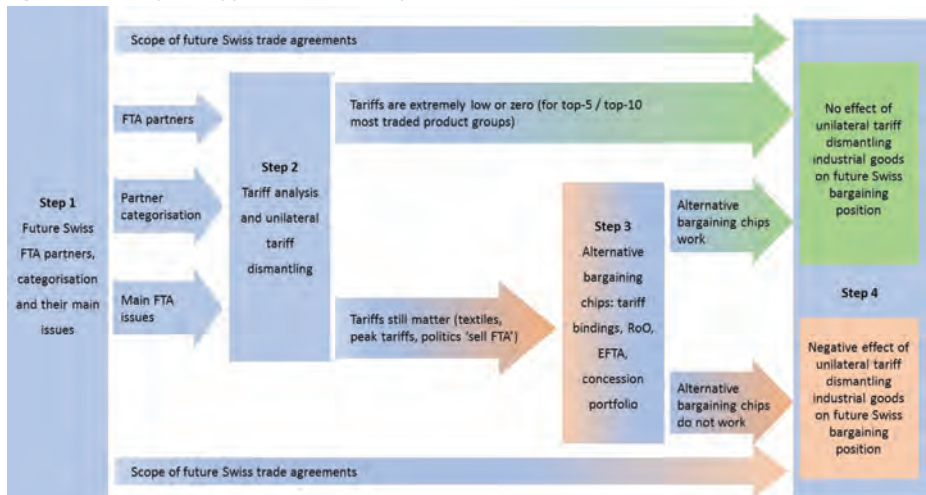 Scope of future Swiss trade agreements
Step 1
Future Swiss
FTA partners,
categorisation
and their main
issues
FTA partners
Partner
categorisation
Main FTA
issues
Step 2
Tariff analysis
and unilateral
tariff
dismantling
Tariffs are extremely low or zero (for top-5 / top-10
most traded product groups)
Tariffs still matter (textiles,
peak tariffs, politics ‘sell FTA’)
Step 3
Alternative
bargaining
chips: tariff
bindings, RoO,
EFTA,
concession
portfolio
Alternative
bargaining chips
work
Alternative
bargaining chips
do not work
No effect of
unilateral tariff
dismantling
industrial goods
on future Swiss
bargaining
position
Step 4
Negative effect of
unilateral tariff
dismantling
industrial goods
on future Swiss
bargaining
position
Scope of future Swiss trade agreements